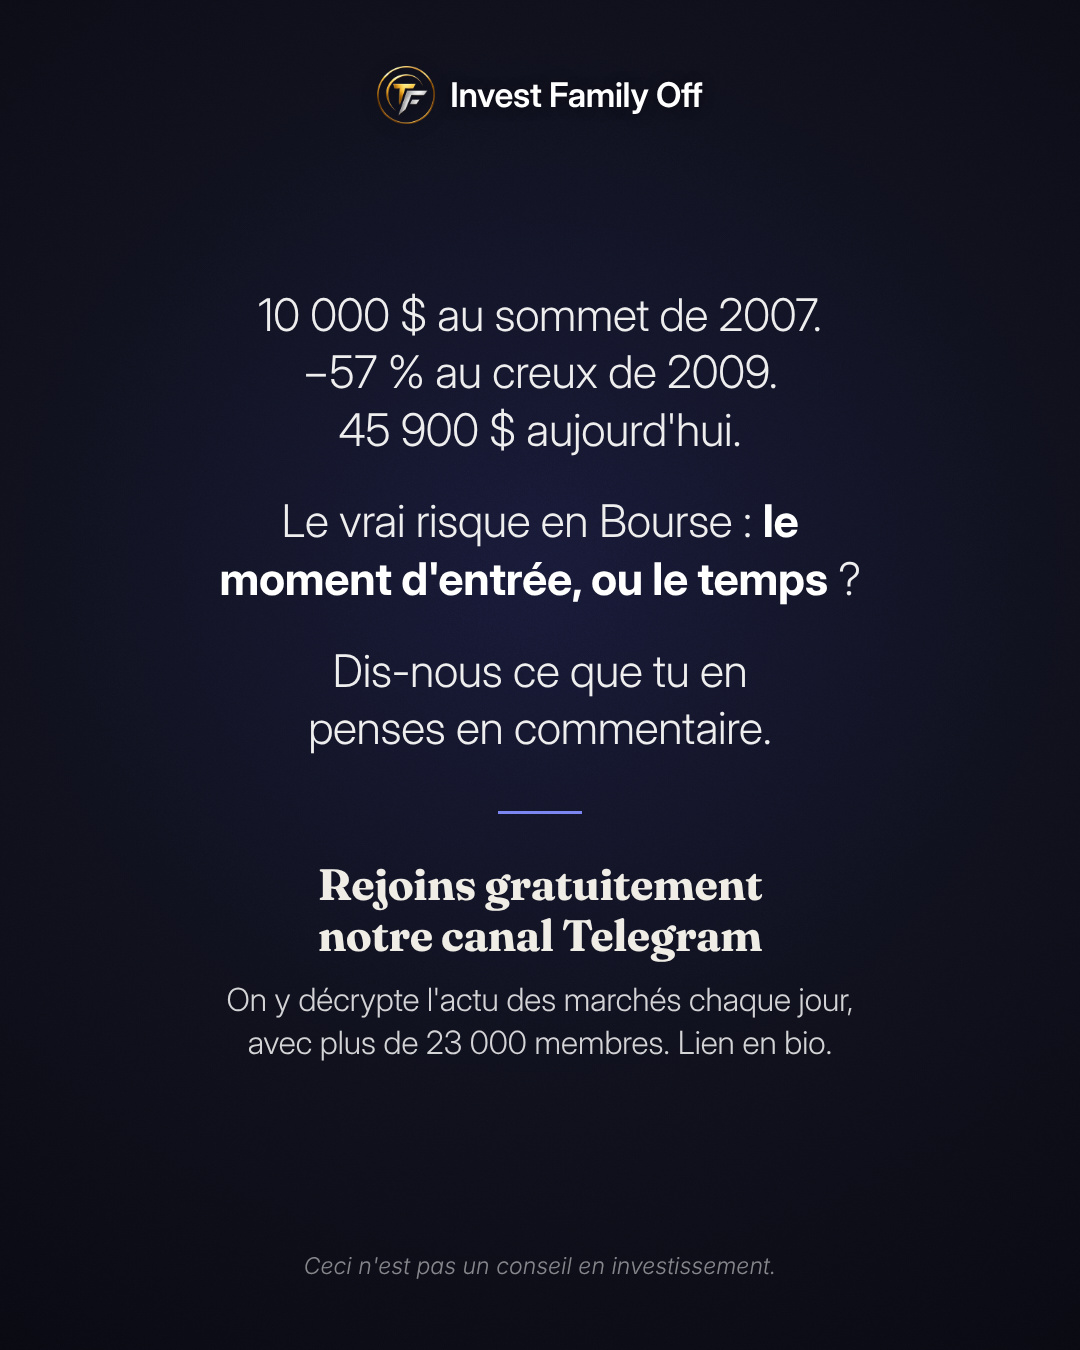 TF Invest Family Off
10 000 $ au sommet de 2007.
−57 % au creux de 2009.
45 900 $ aujourd'hui.
Le vrai risque en Bourse : le
moment d'entrée, ou le temps ?
Dis-nous ce que tu en
penses en commentaire.
Rejoins gratuitement
notre canal Telegram
On y décrypte l'actu des marchés chaque jour,
avec plus de 23 000 membres. Lien en bio.
Ceci n'est pas un conseil en investissement.